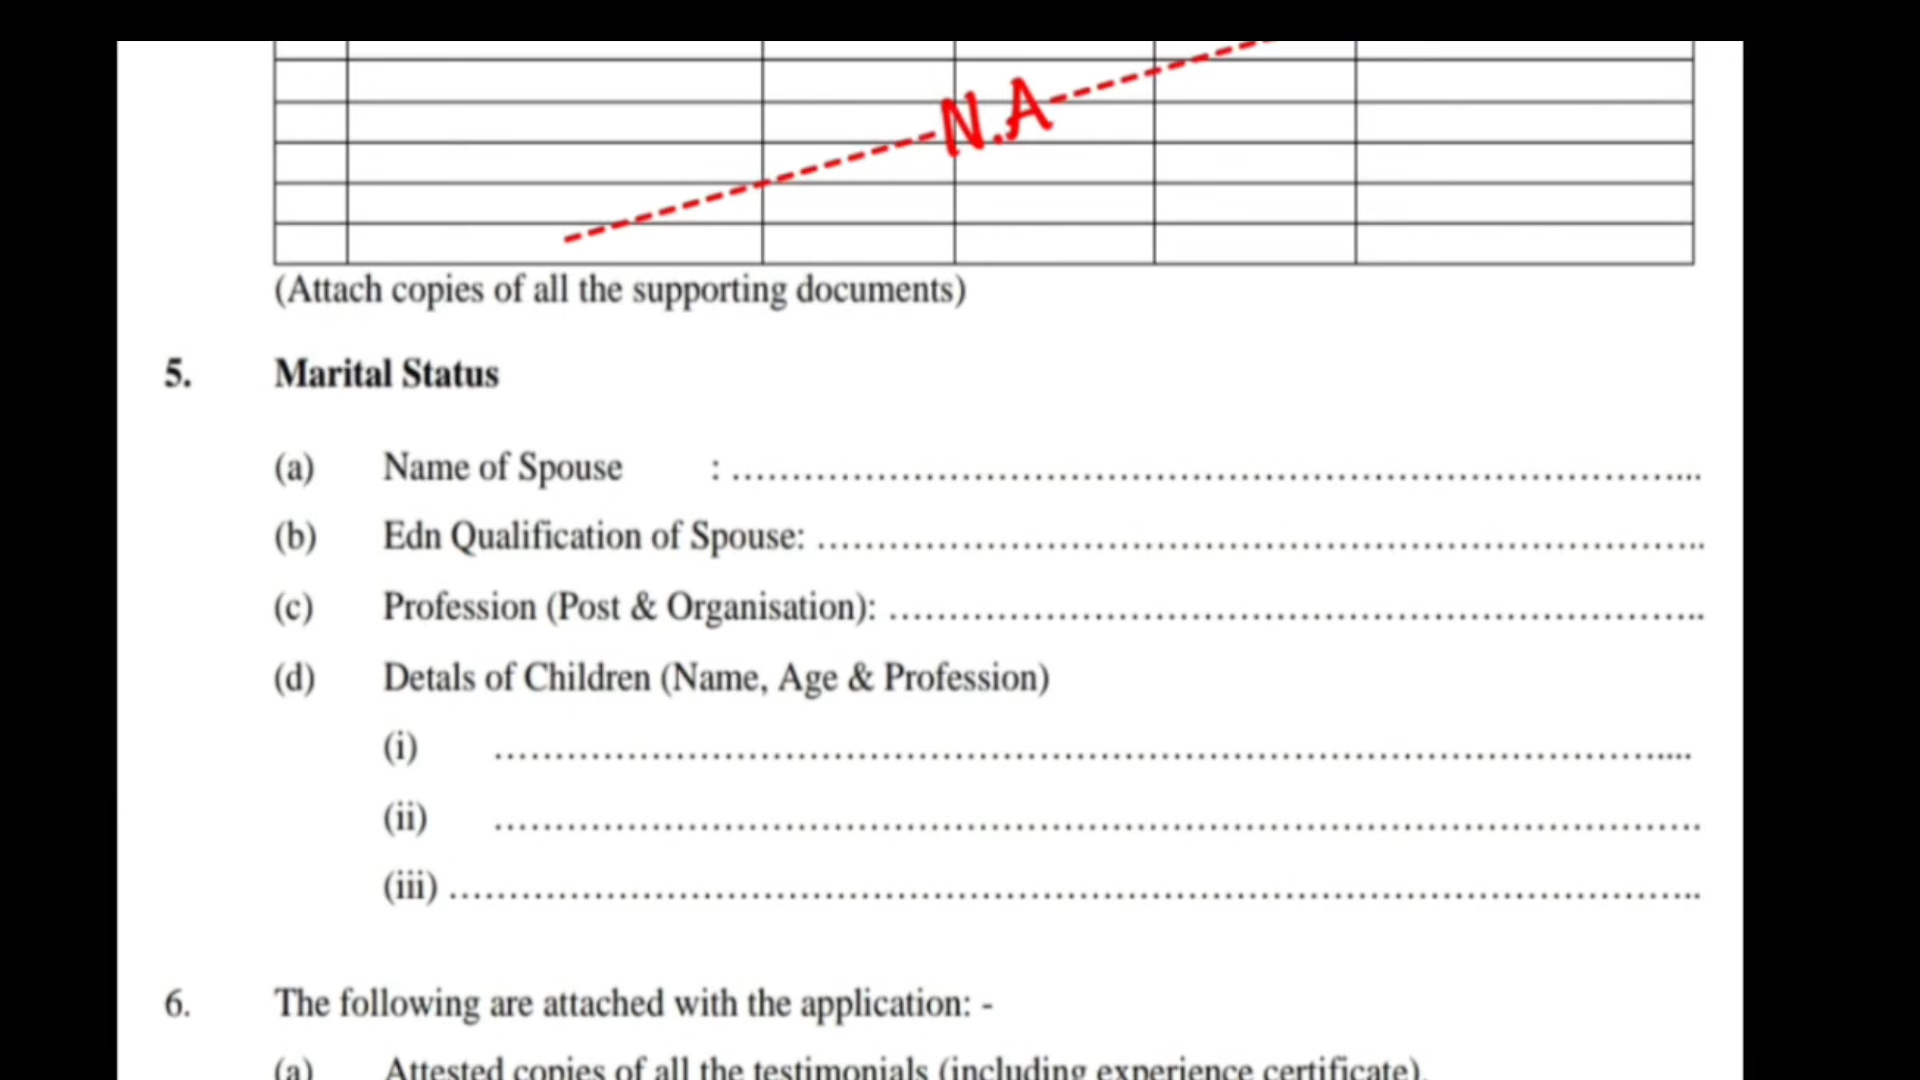 N.A
(Attach copies of all the supporting documents)
5. Marital Status
(a) Name of Spouse : ...............................................................................
(b) Edn Qualification of Spouse: .........................................................................
(c) Profession (Post & Organisation): ...................................................................
(d) Detals of Children (Name, Age & Profession)
(i) ....................................................................................................
(ii) ...................................................................................................
(iii) ......................................................................................................
6. The following are attached with the application: -
(a) Attested copies of all the testimonials (including experience certificate).